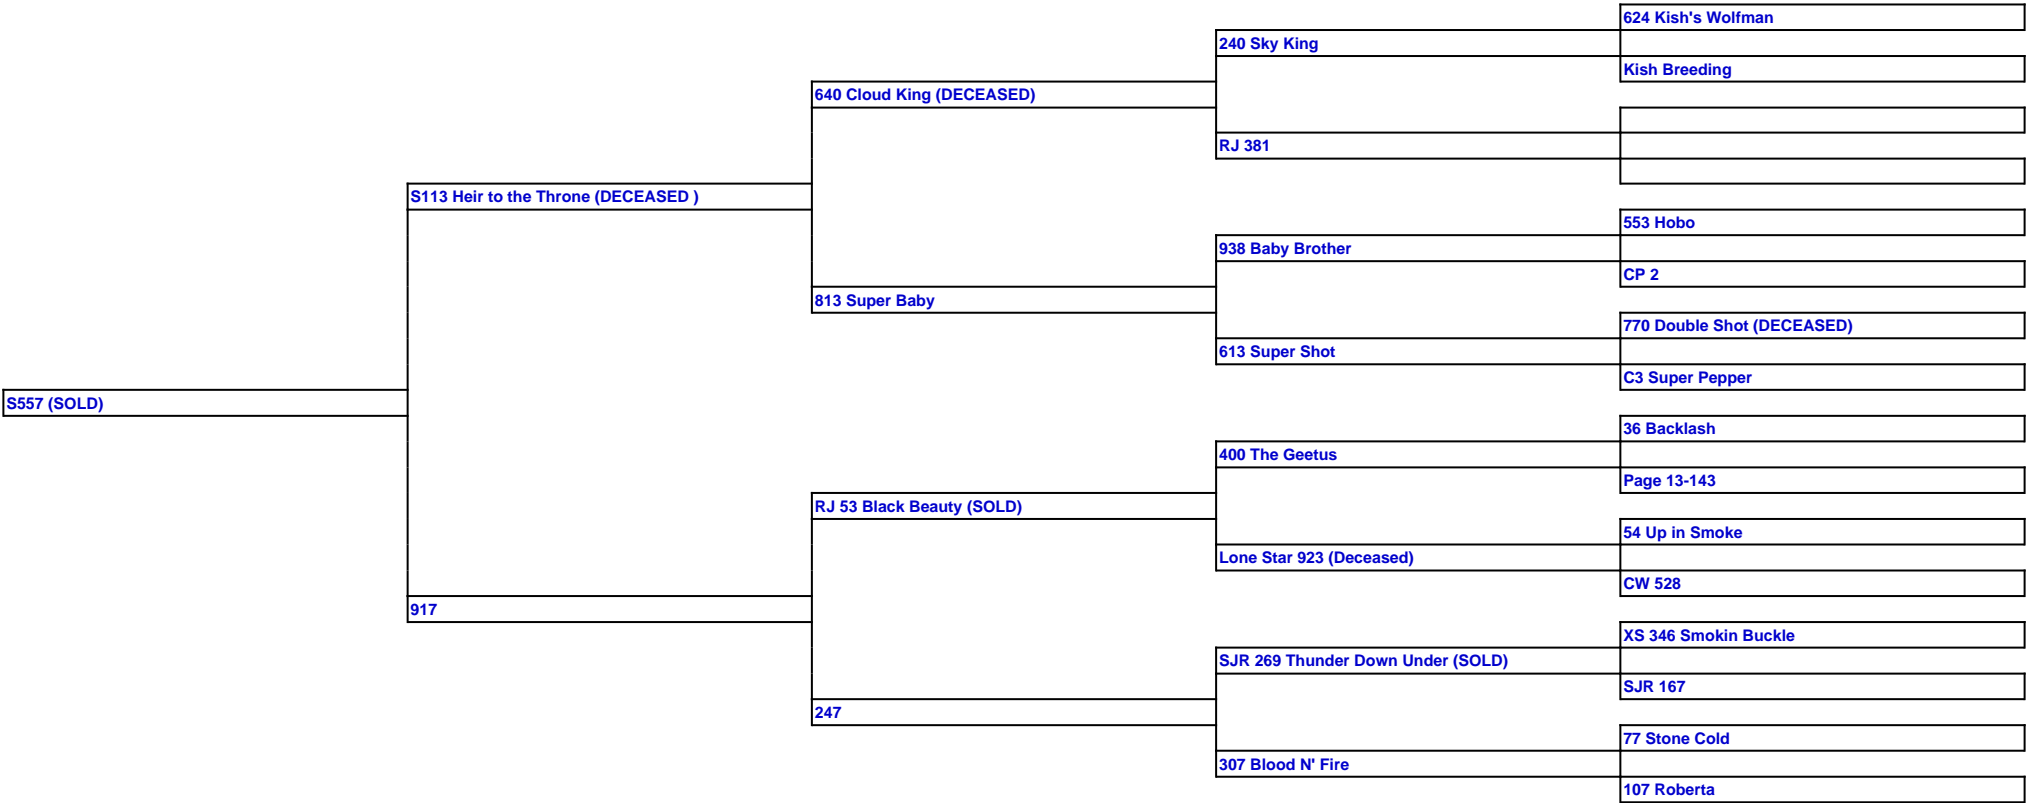 624 Kish's Wolfman
240 Sky King
Kish Breeding
640 Cloud King (DECEASED)
RJ 381
S113 Heir to the Throne (DECEASED )
553 Hobo
938 Baby Brother
CP 2
813 Super Baby
770 Double Shot (DECEASED)
613 Super Shot
C3 Super Pepper
S557 (SOLD)
36 Backlash
400 The Geetus
Page 13-143
RJ 53 Black Beauty (SOLD)
54 Up in Smoke
Lone Star 923 (Deceased)
CW 528
917
XS 346 Smokin Buckle
SJR 269 Thunder Down Under (SOLD)
SJR 167
247
77 Stone Cold
307 Blood N' Fire
107 Roberta